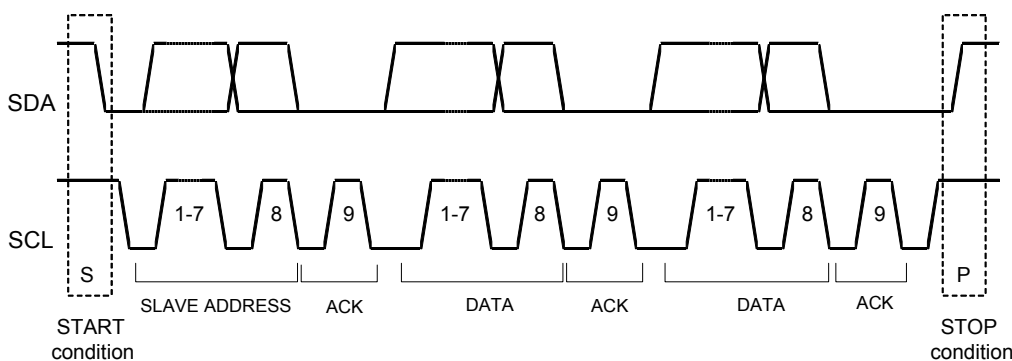 SDA
SCL
1-7 8 9 1-7 8 9 1-7 8 9
S P
SLAVE ADDRESS ACK DATA ACK DATA ACK
START
condition
STOP
condition